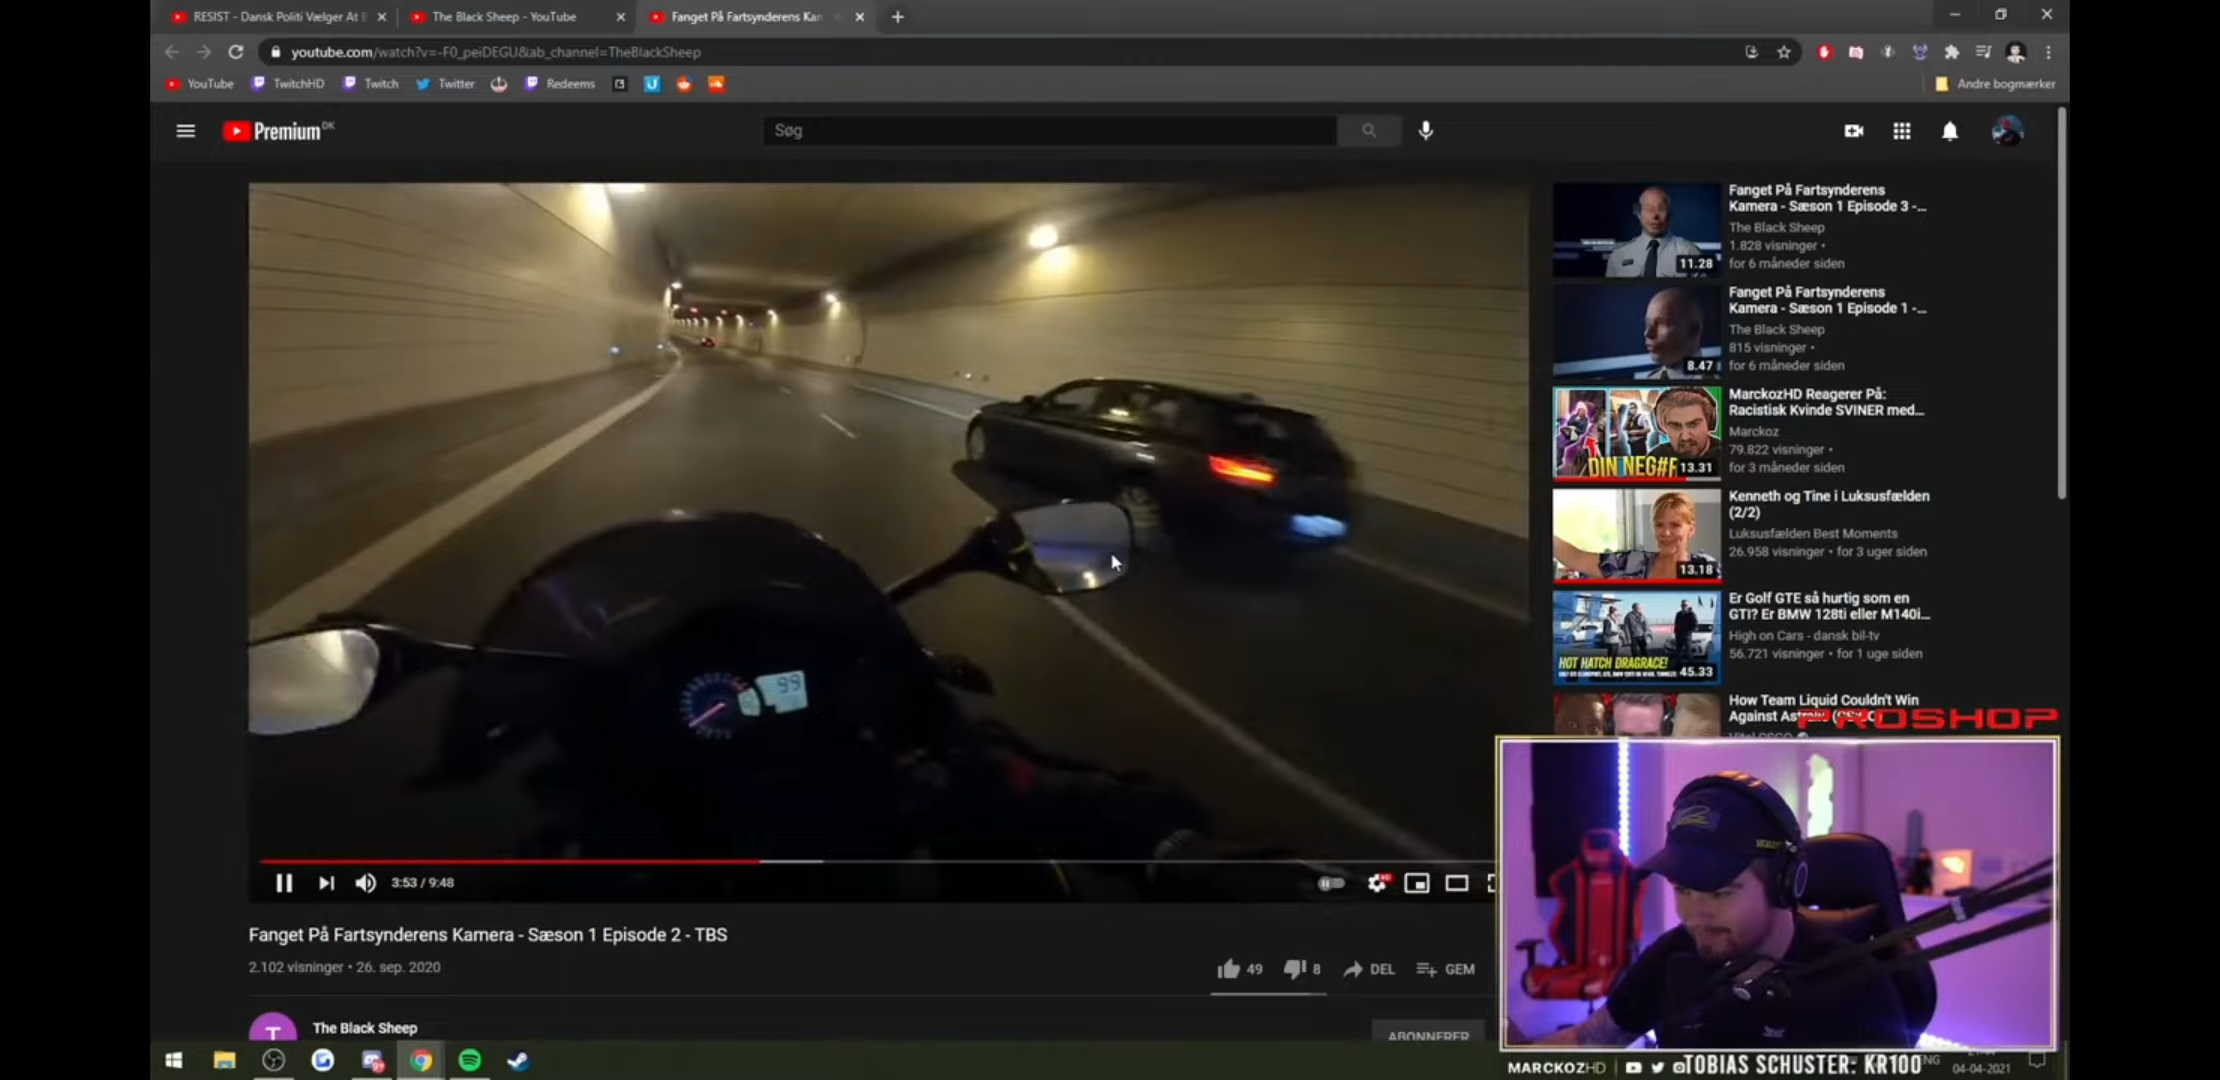 RESIST - Dansk Politi Vælger At
The Black Sheep - YouTube
Fanget På Fartsynderens Kam
youtube.com/watch?v=-F0_peiDEGU&ab_channel=TheBlackSheep
YouTube
TwitchHD
Twitch
Twitter
Redeems
Andre bogmærker
Premium DK
Søg
99
Fanget På Fartsynderens
Kamera - Sæson 1 Episode 3 -...
The Black Sheep
1.828 visninger •
for 6 måneder siden
11.28
Fanget På Fartsynderens
Kamera - Sæson 1 Episode 1 -...
The Black Sheep
815 visninger •
for 6 måneder siden
8.47
MarckozHD Reagerer På:
Racistisk Kvinde SVINER med...
Marckoz
79.822 visninger •
for 3 måneder siden
DIN NEG#R
13.31
Kenneth og Tine i Luksusfælden
(2/2)
Luksusfælden Best Moments
26.958 visninger • for 3 uger siden
13.18
Er Golf GTE så hurtig som en
GTI? Er BMW 128ti eller M140i...
High on Cars - dansk bil-tv
56.721 visninger • for 1 uge siden
HOT HATCH DRAGRACE!
45.33
How Team Liquid Couldn't Win
Against
PROSHOP
3:53 / 9:48
HD
Fanget På Fartsynderens Kamera - Sæson 1 Episode 2 - TBS
2.102 visninger • 26. sep. 2020
49
8
DEL
GEM
T
The Black Sheep
ABONNERER
MARCKOZHD
TOBIAS SCHUSTER: KR100
04-04-2021